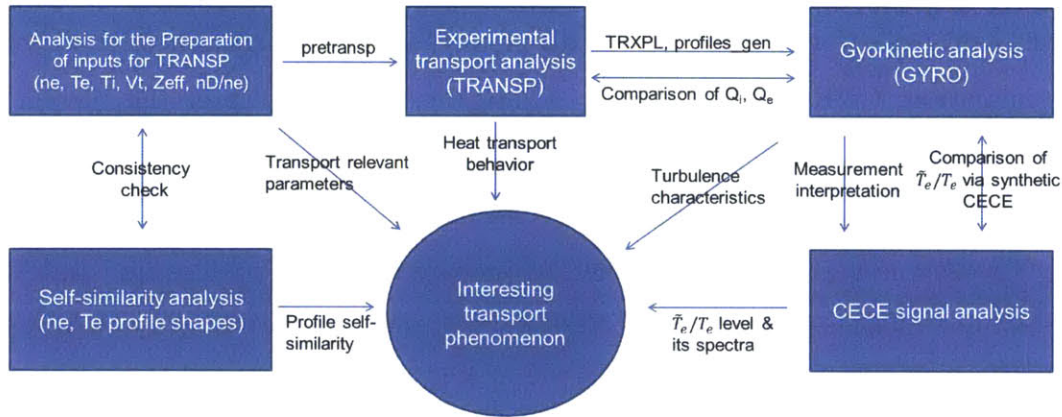 Analysis for the Preparation
of inputs for TRANSP
(ne, Te, Ti, Vt, Zeff, nD/ne)
pretransp
Experimental
transport analysis
(TRANSP)
TRXPL, profiles_gen
Comparison of Qᵢ, Qₑ
Gyorkinetic analysis
(GYRO)
Consistency
check
Transport relevant
parameters
Heat transport
behavior
Turbulence
characteristics
Measurement
interpretation
Comparison of
T̃ₑ/Tₑ via synthetic
CECE
Self-similarity analysis
(ne, Te profile shapes)
Profile self-
similarity
Interesting
transport
phenomenon
T̃ₑ/Tₑ level &
its spectra
CECE signal analysis